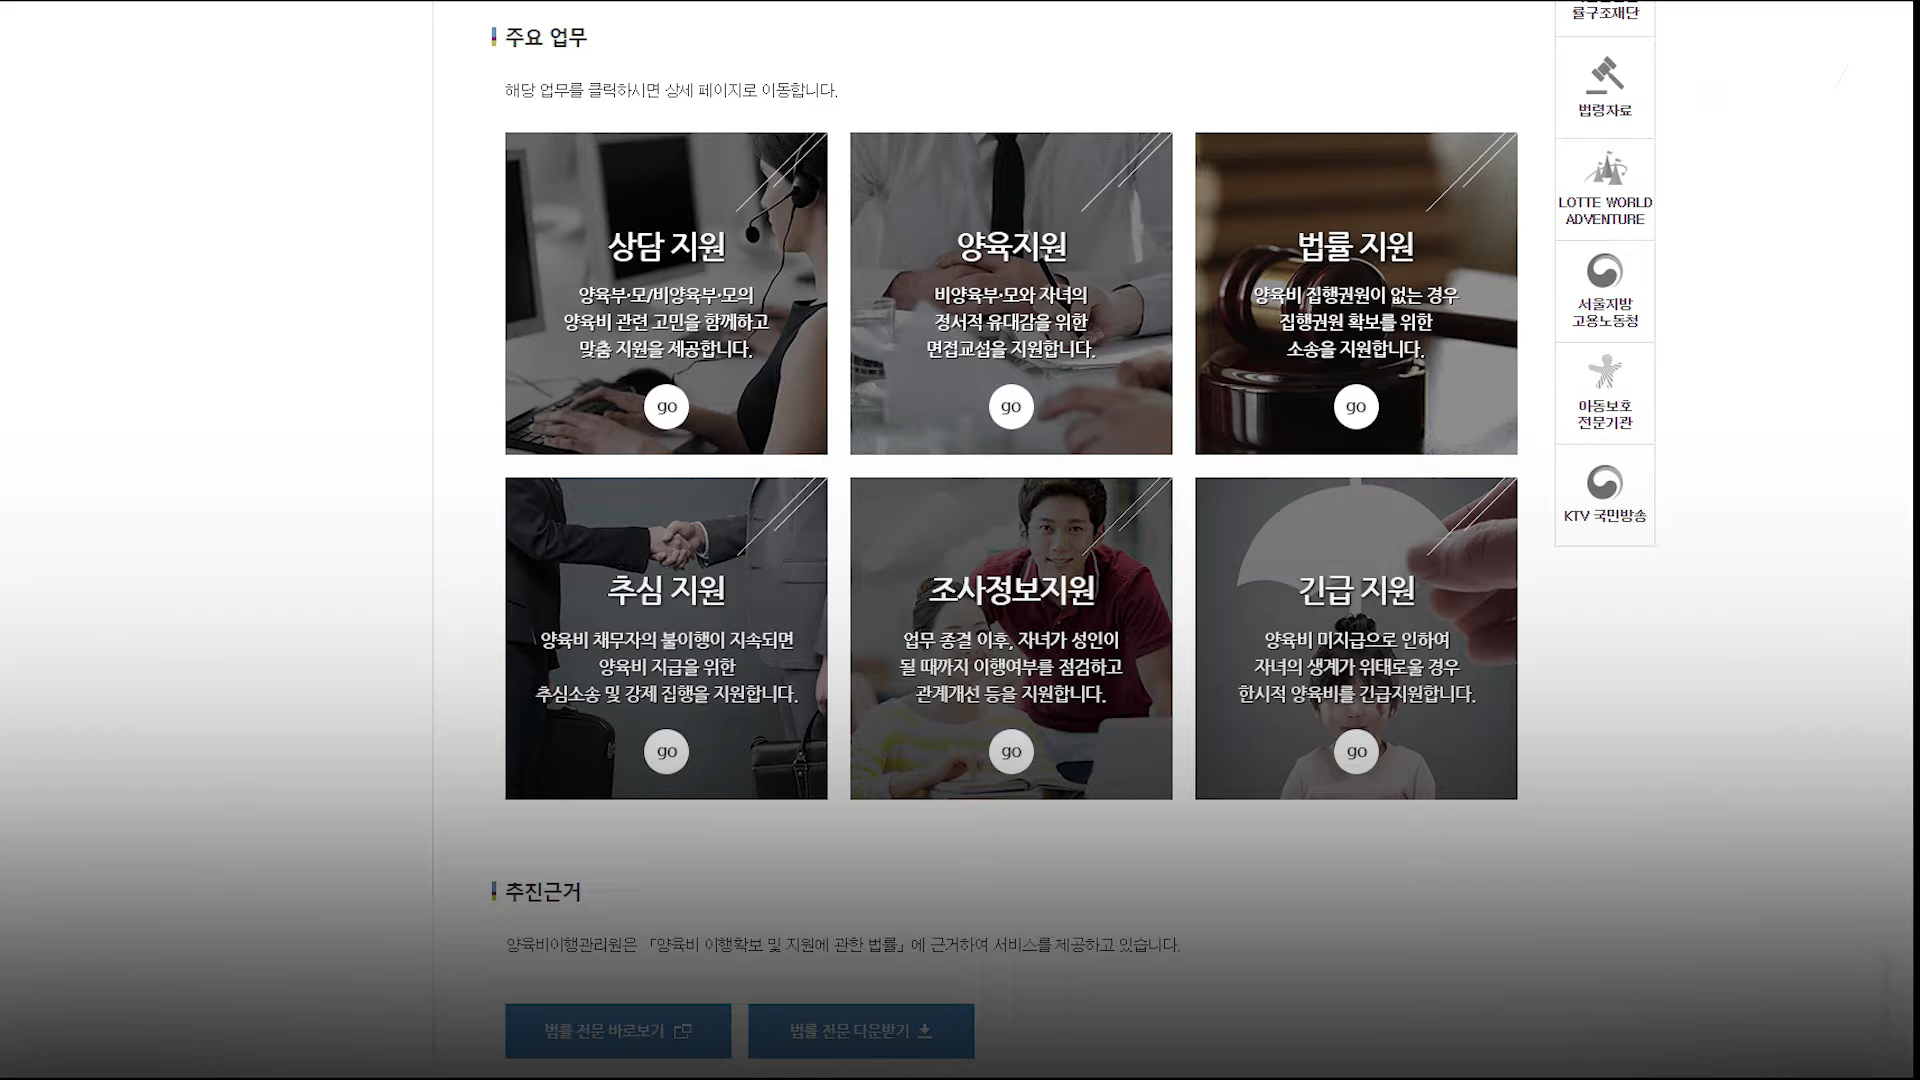 주요 업무
해당 업무를 클릭하시면 상세 페이지로 이동합니다.
상담 지원
양육부·모/비양육부·모의
양육비 관련 고민을 함께하고
맞춤 지원을 제공합니다.
go
양육지원
비양육부·모와 자녀의
정서적 유대감을 위한
면접교섭을 지원합니다.
go
법률 지원
양육비 집행권원이 없는 경우
집행권원 확보를 위한
소송을 지원합니다.
go
추심 지원
양육비 채무자의 불이행이 지속되면
양육비 지급을 위한
추심소송 및 강제 집행을 지원합니다.
go
조사정보지원
업무 종결 이후, 자녀가 성인이
될 때까지 이행여부를 점검하고
관계개선 등을 지원합니다.
go
긴급 지원
양육비 미지급으로 인하여
자녀의 생계가 위태로울 경우
한시적 양육비를 긴급지원합니다.
go
추진근거
양육비이행관리원은 「양육비 이행확보 및 지원에 관한 법률」에 근거하여 서비스를 제공하고 있습니다.
법률 전문 바로보기
법률 전문 다운받기
률구조재단
법령자료
LOTTE WORLD
ADVENTURE
서울지방
고용노동청
아동보호
전문기관
KTV 국민방송